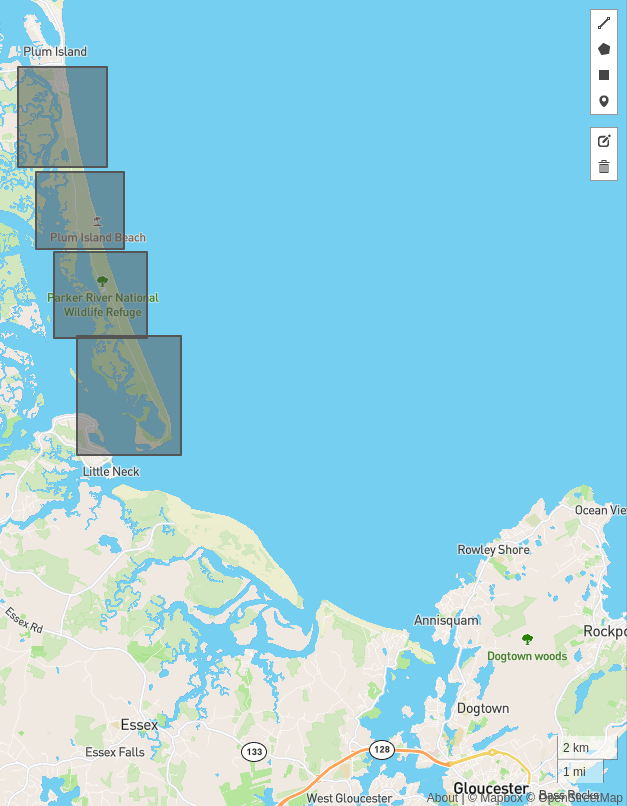 Plum Island
Plum Island Beach
Parker River National
Wildlife Refuge
Little Neck
Ocean Vie
Rowley Shore
Essex Rd
Annisquam
Rockpo
Dogtown woods
Dogtown
Essex
Essex Falls
133
128
2 km
1 mi
Gloucester
Bass Rocks
West Gloucester
About | © Mapbox © OpenStreetMap